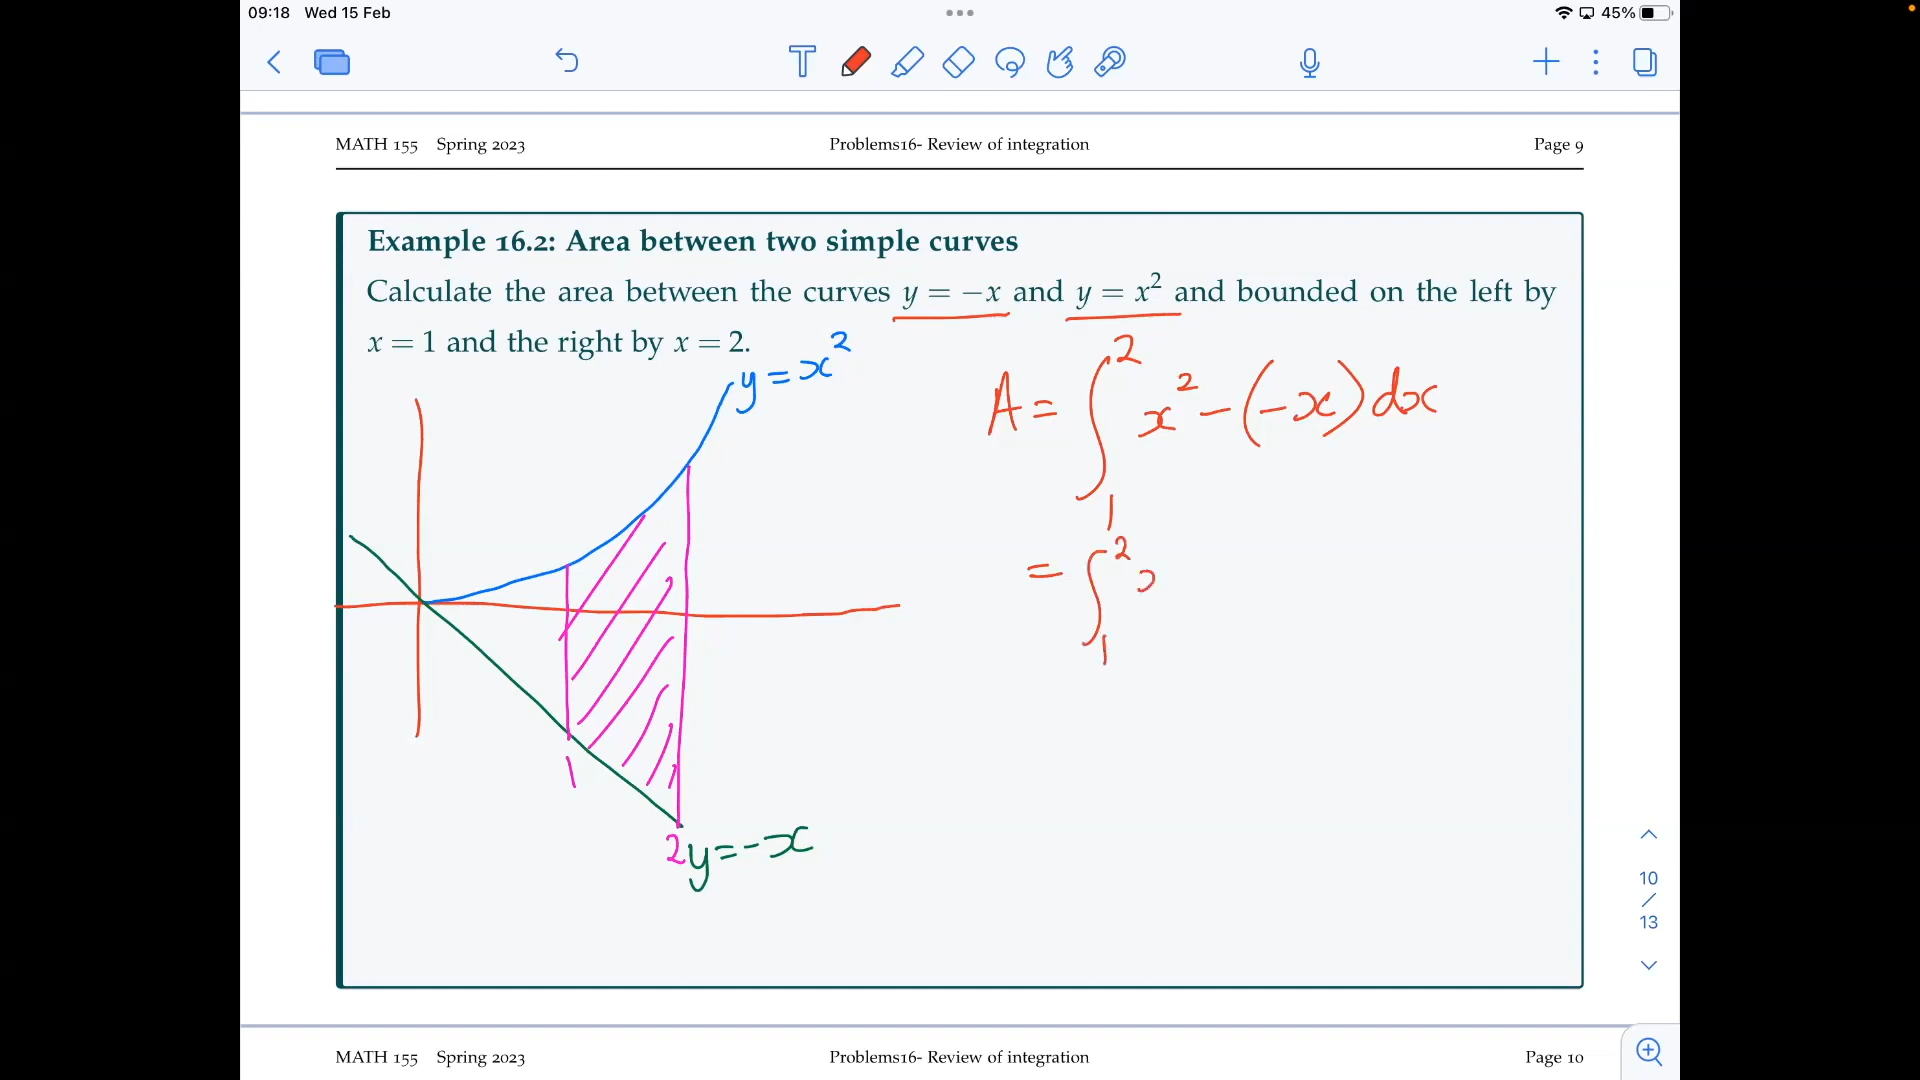 09:18 Wed 15 Feb
45%
T
MATH 155 Spring 2023 Problems16- Review of integration Page 9
Example 16.2: Area between two simple curves
Calculate the area between the curves y = −x and y = x² and bounded on the left by
x = 1 and the right by x = 2.
y = x²
A = ∫₁² x² − (−x) dx
= ∫₁²
1
2
y = −x
10
/
13
MATH 155 Spring 2023 Problems16- Review of integration Page 10